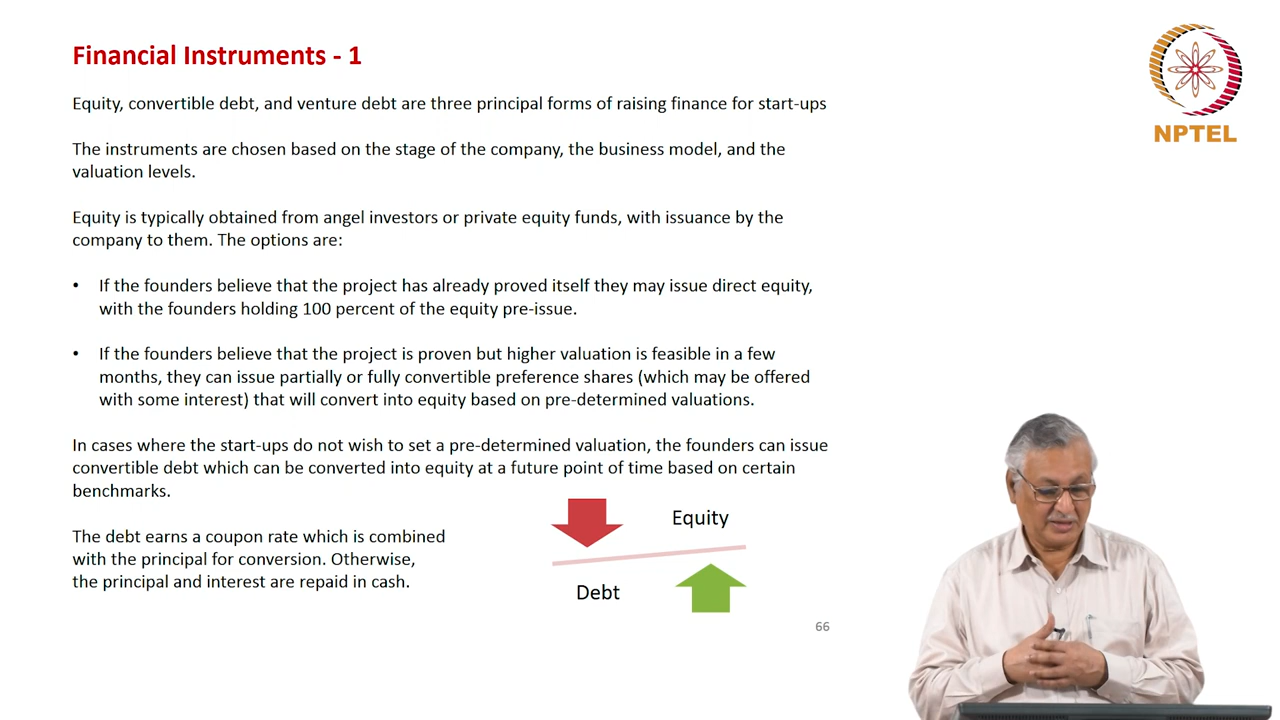 Financial Instruments - 1
NPTEL
Equity, convertible debt, and venture debt are three principal forms of raising finance for start-ups
The instruments are chosen based on the stage of the company, the business model, and the
valuation levels.
Equity is typically obtained from angel investors or private equity funds, with issuance by the
company to them. The options are:
• If the founders believe that the project has already proved itself they may issue direct equity,
with the founders holding 100 percent of the equity pre-issue.
• If the founders believe that the project is proven but higher valuation is feasible in a few
months, they can issue partially or fully convertible preference shares (which may be offered
with some interest) that will convert into equity based on pre-determined valuations.
In cases where the start-ups do not wish to set a pre-determined valuation, the founders can issue
convertible debt which can be converted into equity at a future point of time based on certain
benchmarks.
The debt earns a coupon rate which is combined
with the principal for conversion. Otherwise,
the principal and interest are repaid in cash.
Equity
Debt
66